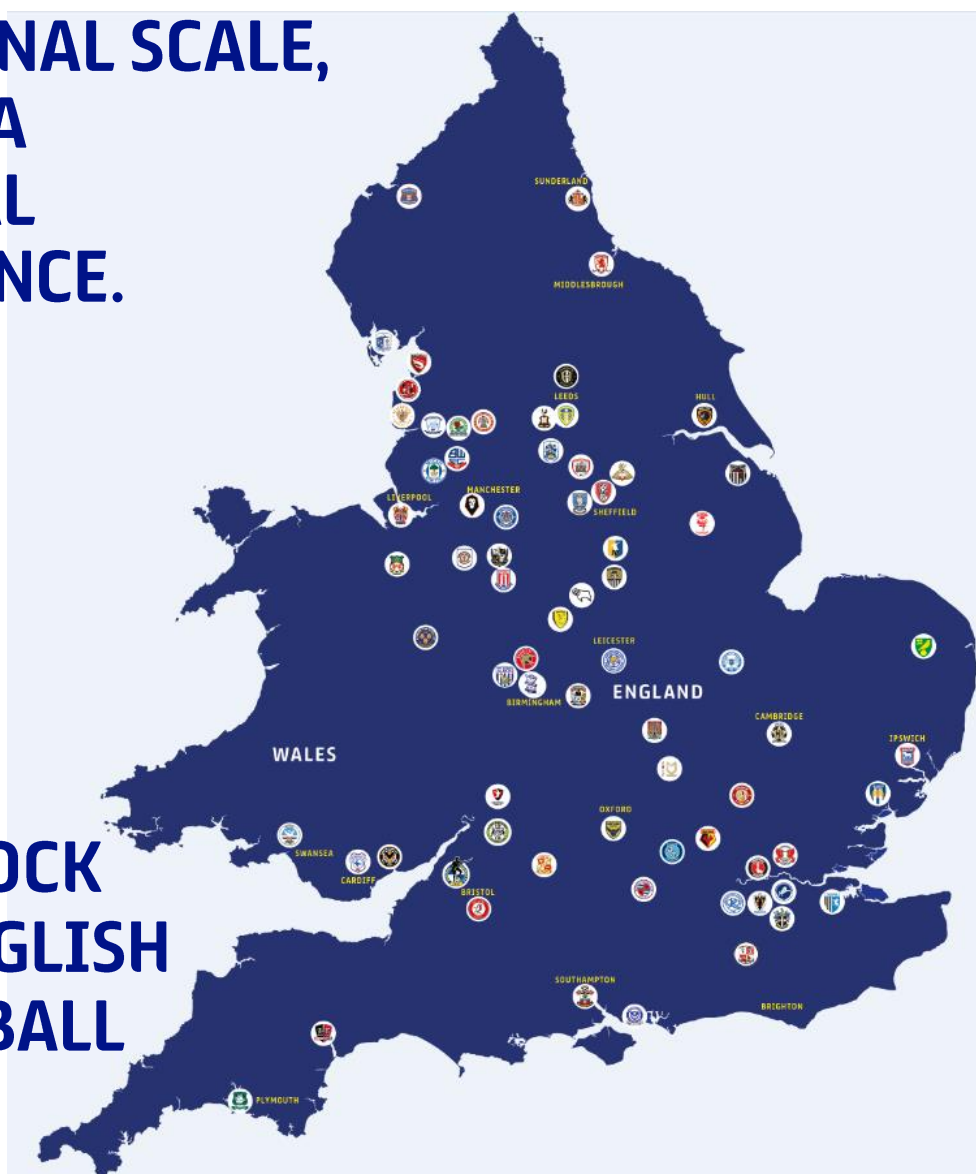 NAL SCALE,
A
AL
NCE.
SUNDERLAND
MIDDLESBROUGH
LEEDS
HULL
LIVERPOOL
MANCHESTER
SHEFFIELD
LEICESTER
ENGLAND
BIRMINGHAM
CAMBRIDGE
IPSWICH
WALES
OXFORD
SWANSEA
CARDIFF
BRISTOL
OCK
GLISH
BALL
SOUTHAMPTON
BRIGHTON
PLYMOUTH